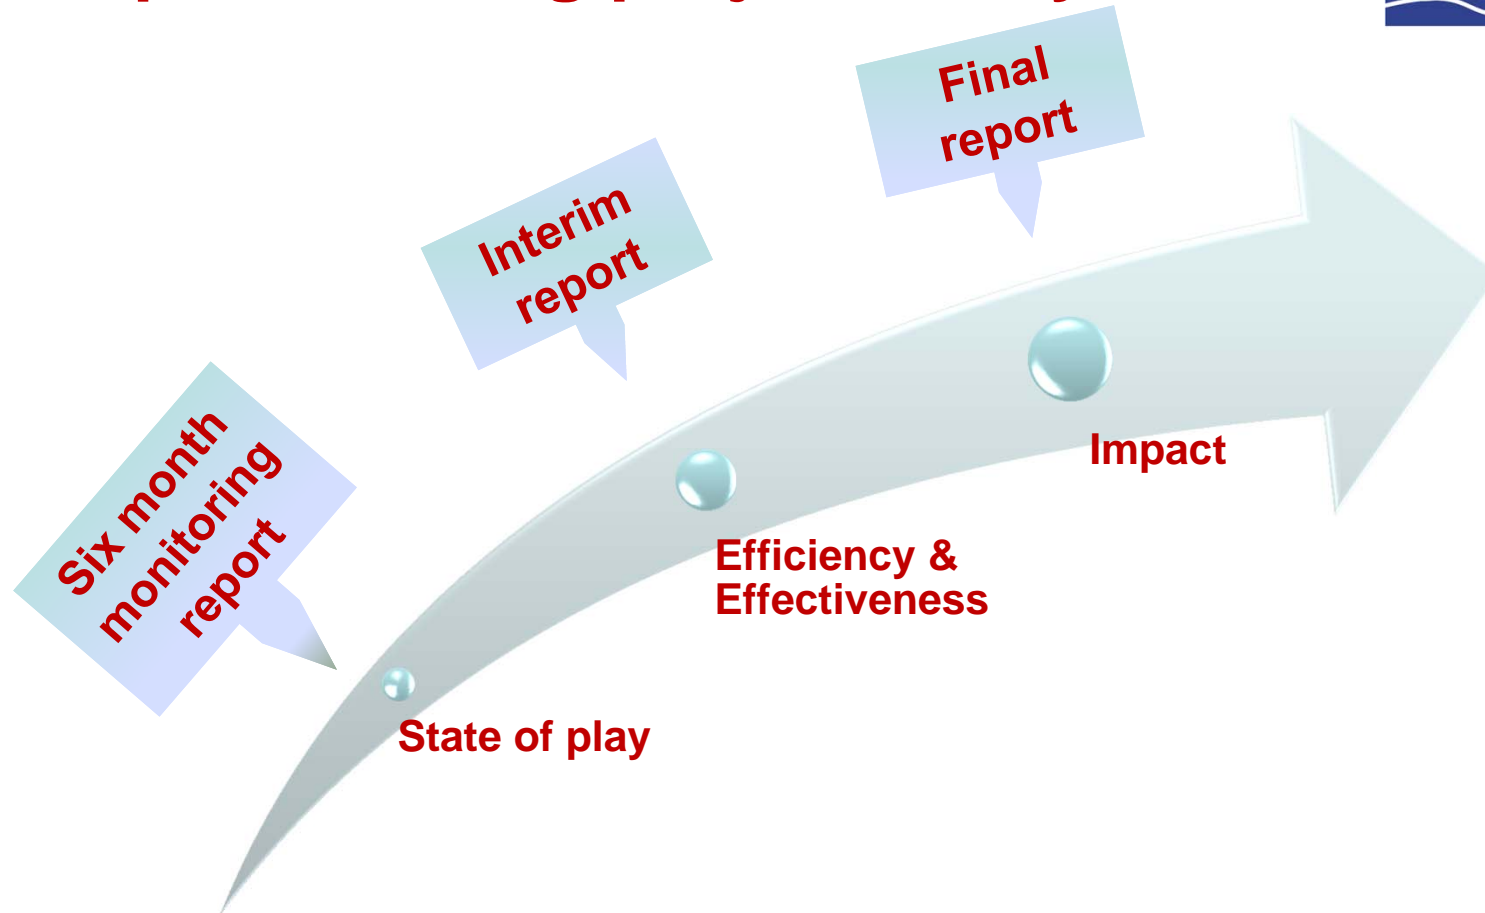 Final
report
Interim
report
Six month
monitoring
report
Impact
Efficiency &
Effectiveness
State of play